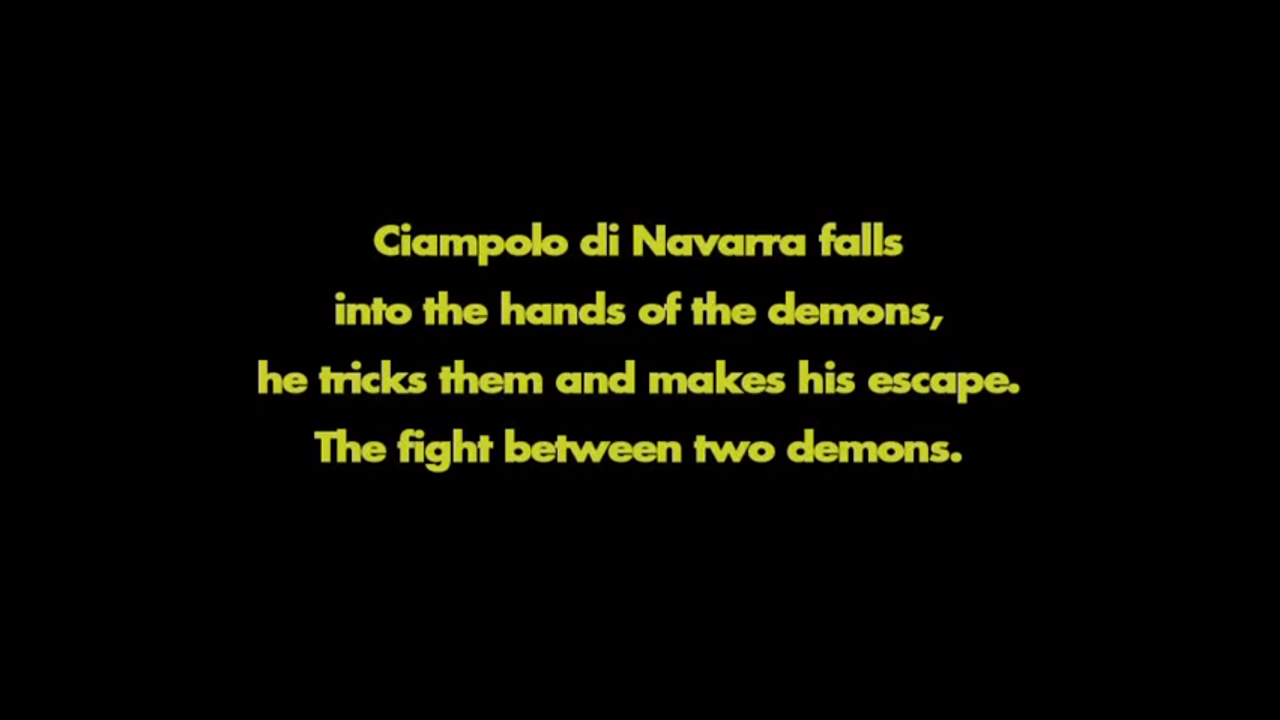 Ciampolo di Navarra falls
into the hands of the demons,
he tricks them and makes his escape.
The fight between two demons.